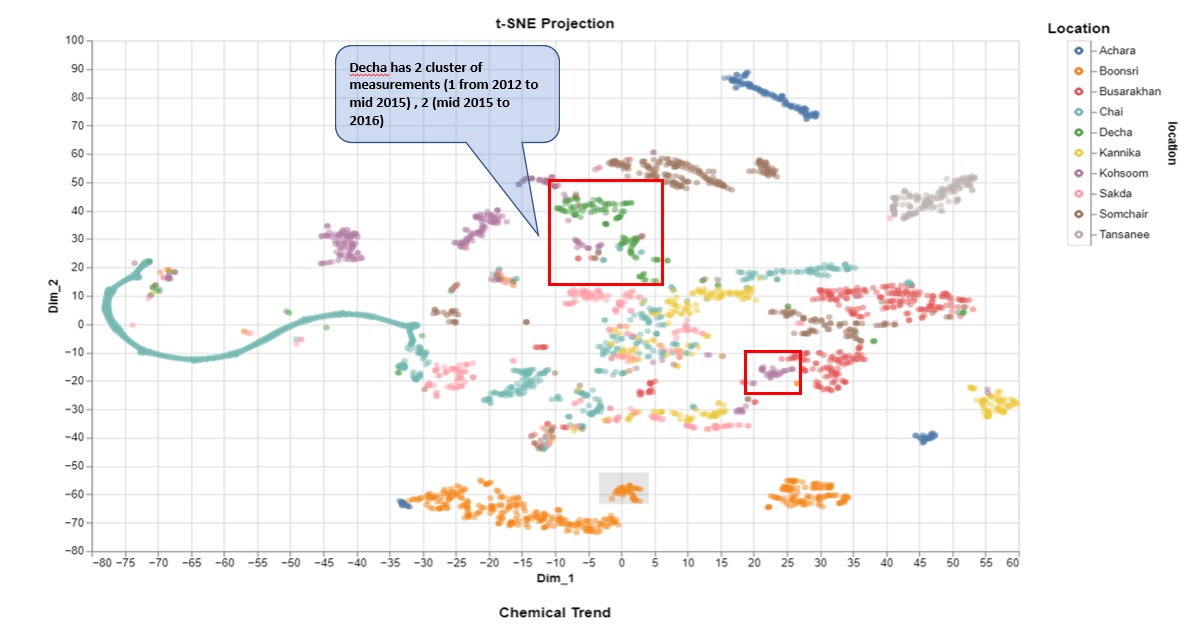 t-SNE Projection
Decha has 2 cluster of
measurements (1 from 2012 to
mid 2015) , 2 (mid 2015 to
2016)
Location
Achara
Boonsri
Busarakhan
Chai
Decha
Kannika
Kohsoom
Sakda
Somchair
Tansanee
location
Dim_2
100
90
80
70
60
50
40
30
20
10
0
−10
−20
−30
−40
−50
−60
−70
−80
−80 −75 −70 −65 −60 −55 −50 −45 −40 −35 −30 −25 −20 −15 −10 −5 0 5 10 15 20 25 30 35 40 45 50 55 60
Dim_1
Chemical Trend